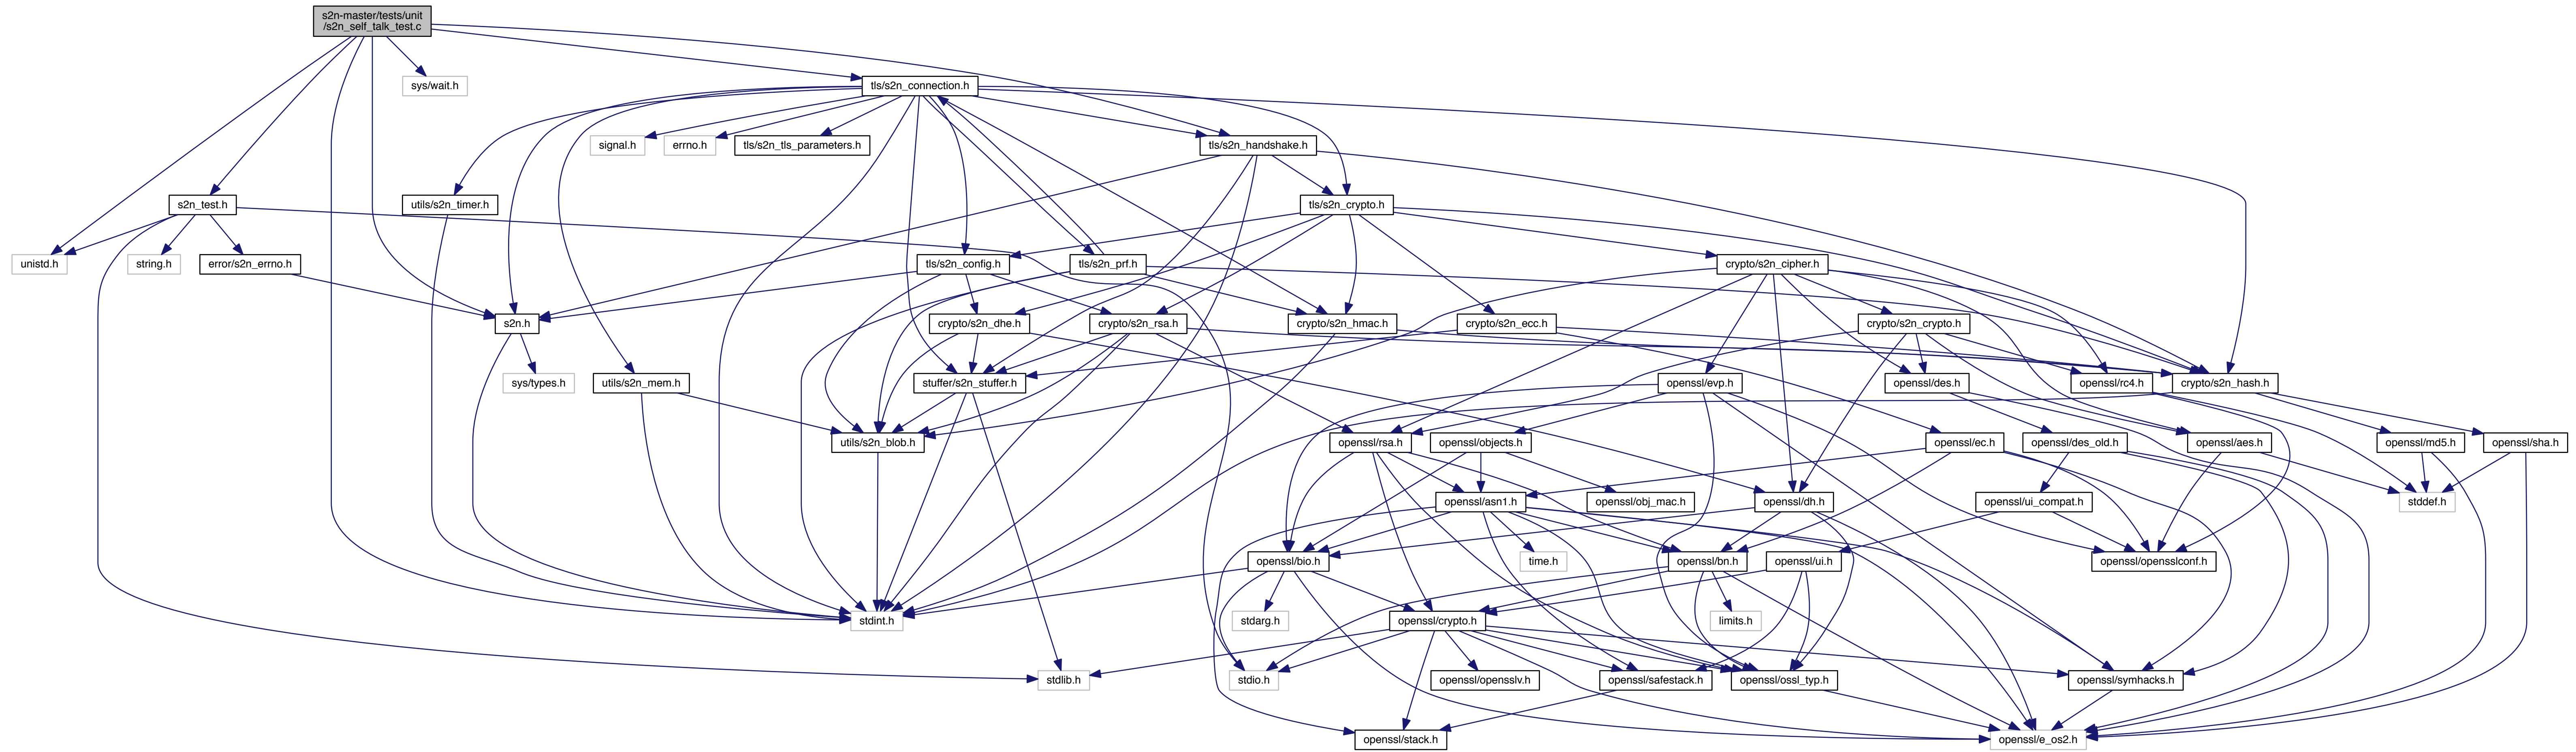 s2n-master/tests/unit
/s2n_self_talk_test.c
sys/wait.h
tls/s2n_connection.h
signal.h
errno.h
tls/s2n_tls_parameters.h
tls/s2n_handshake.h
s2n_test.h
utils/s2n_timer.h
tls/s2n_crypto.h
unistd.h
string.h
error/s2n_errno.h
tls/s2n_config.h
tls/s2n_prf.h
crypto/s2n_cipher.h
s2n.h
crypto/s2n_dhe.h
crypto/s2n_rsa.h
crypto/s2n_hmac.h
crypto/s2n_ecc.h
crypto/s2n_crypto.h
sys/types.h
utils/s2n_mem.h
stuffer/s2n_stuffer.h
openssl/evp.h
openssl/des.h
openssl/rc4.h
crypto/s2n_hash.h
utils/s2n_blob.h
openssl/rsa.h
openssl/objects.h
openssl/ec.h
openssl/des_old.h
openssl/aes.h
openssl/md5.h
openssl/sha.h
openssl/asn1.h
openssl/obj_mac.h
openssl/dh.h
openssl/ui_compat.h
stddef.h
openssl/bio.h
time.h
openssl/bn.h
openssl/ui.h
openssl/opensslconf.h
stdint.h
stdarg.h
openssl/crypto.h
limits.h
stdlib.h
stdio.h
openssl/opensslv.h
openssl/safestack.h
openssl/ossl_typ.h
openssl/symhacks.h
openssl/stack.h
openssl/e_os2.h